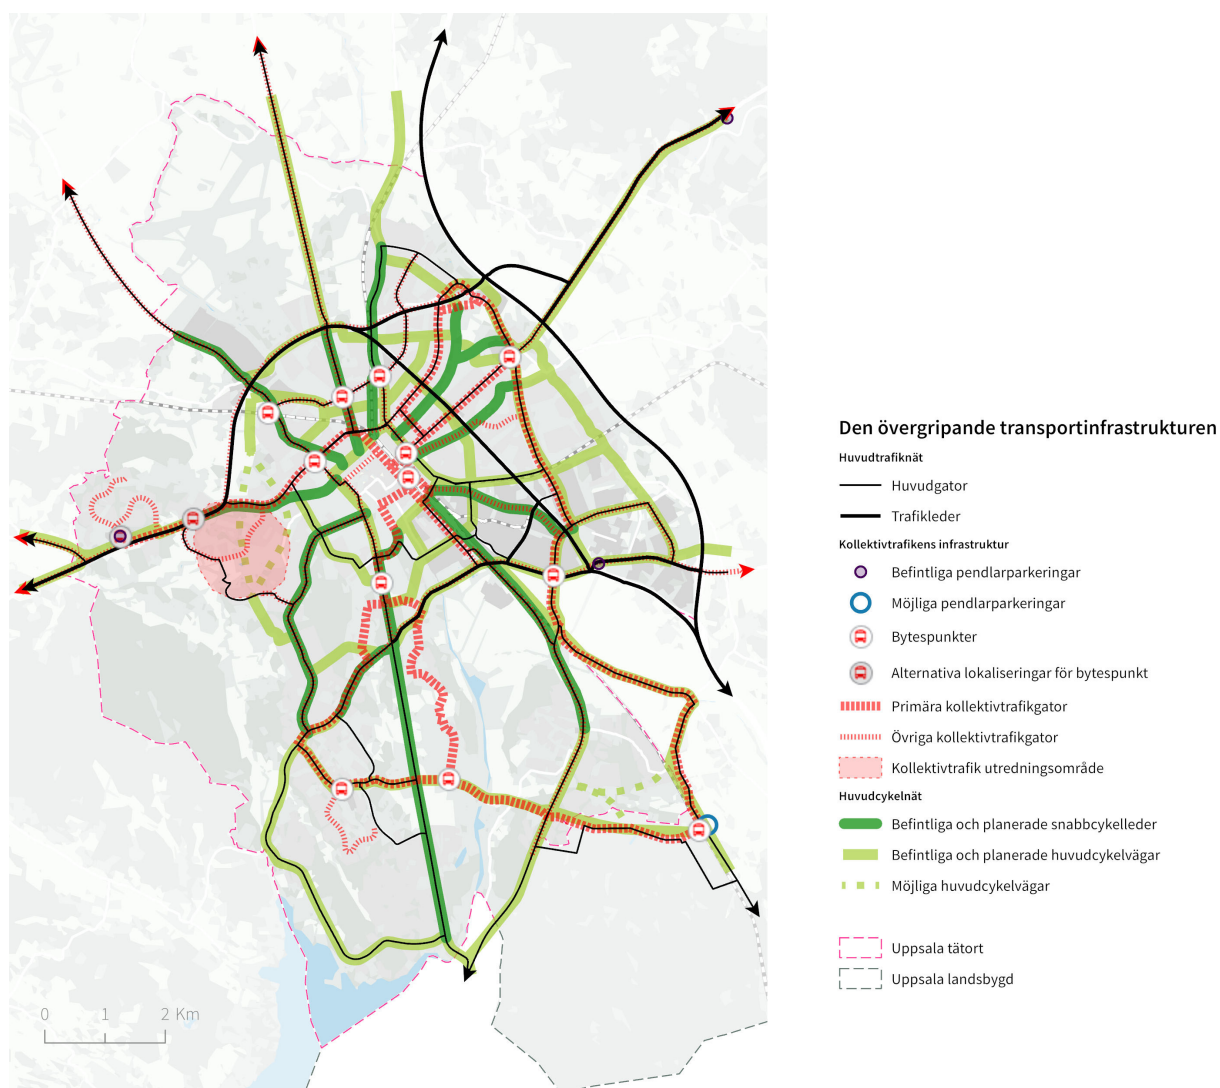 Den övergripande transportinfrastrukturen
Huvudtrafiknät
Huvudgator
Trafikleder
Kollektivtrafikens infrastruktur
Befintliga pendlarparkeringar
Möjliga pendlarparkeringar
Bytespunkter
Alternativa lokaliseringar för bytespunkt
Primära kollektivtrafikgator
Övriga kollektivtrafikgator
Kollektivtrafik utredningsområde
Huvudcykelnät
Befintliga och planerade snabbcykelleder
Befintliga och planerade huvudcykelvägar
Möjliga huvudcykelvägar
Uppsala tätort
Uppsala landsbygd
0 1 2 Km